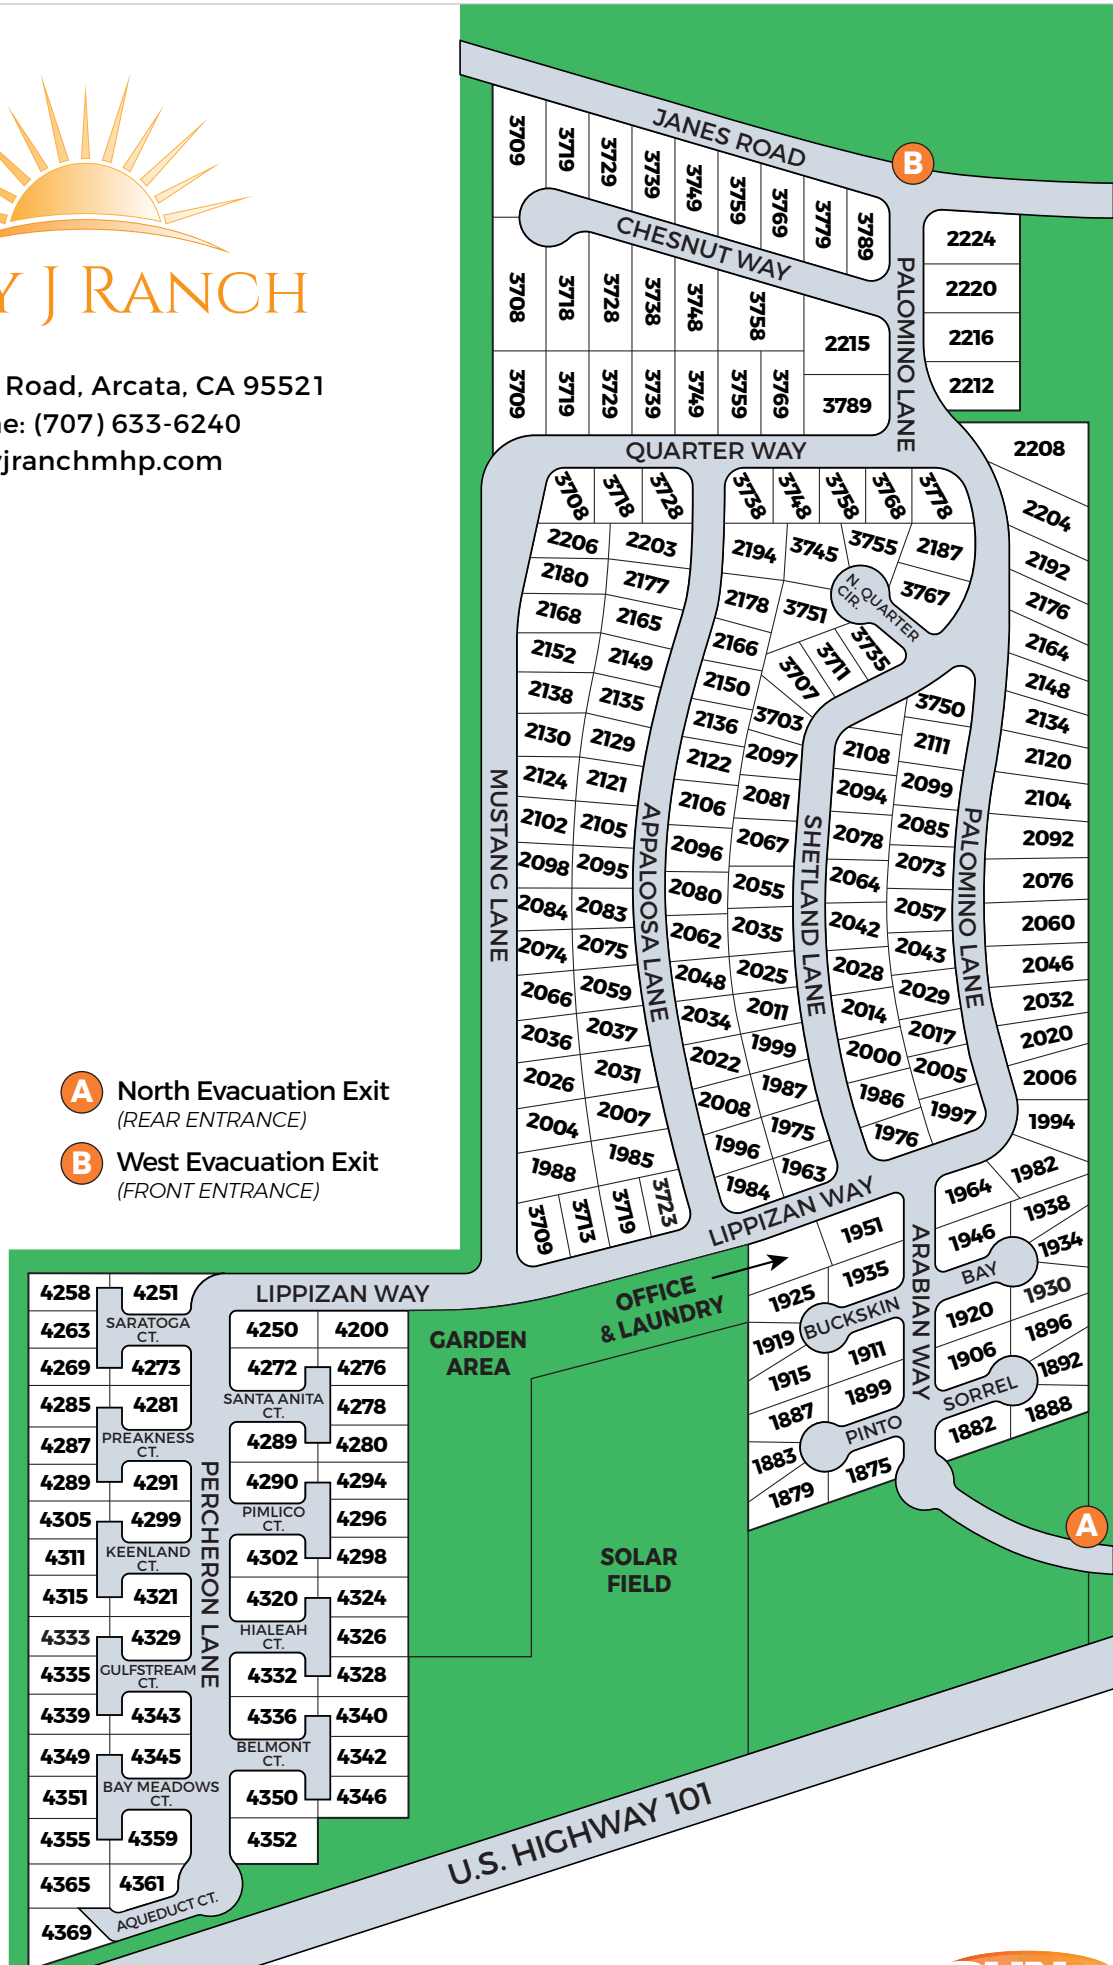 Y J RANCH
Road, Arcata, CA 95521
e: (707) 633-6240
jranchmhp.com
JANES ROAD
B
3709 3719 3729 3739 3749 3759 3769 3779 3789
CHESNUT WAY
PALOMINO LANE
2224
2220
2216
2212
3708 3718 3728 3738 3748 3758
2215
3709 3719 3729 3739 3749 3759 3769 3789
QUARTER WAY
2208
2204
2192
2176
2164
2148
2134
2120
2104
2092
2076
2060
2046
2032
2020
2006
1994
1982
3708 3718 3728
3738 3748 3758 3768 3778
2206 2203
2180 2177
2168 2165
2152 2149
2138 2135
2130 2129
2124 2121
2102 2105
2098 2095
2084 2083
2074 2075
2066 2059
2036 2037
2026 2031
2004 2007
1988 1985
3709 3713 3719 3723
MUSTANG LANE
APPALOOSA LANE
2194 3745 3755 2187
N. QUARTER
CIR.
3767
2178 3751
2166 3707 3711 3735
2150
2136 3703
2122 2097
2106 2081
2096 2067
2080 2055
2062 2035
2048 2025
2034 2011
2022 1999
2008 1987
1996 1975
1984 1963
SHETLAND LANE
3750
2108 2111
2094 2099
2078 2085
2064 2073
2042 2057
2028 2043
2014 2029
2000 2017
1986 2005
1976 1997
PALOMINO LANE
A North Evacuation Exit
(REAR ENTRANCE)
B West Evacuation Exit
(FRONT ENTRANCE)
LIPPIZAN WAY
1951
1935
1925
OFFICE
& LAUNDRY
BUCKSKIN
1919
1911
1915
1899
1887
PINTO
1883
1875
1879
ARABIAN WAY
1964
1938
1946
1934
BAY
1930
1920
1896
1906
1892
SORREL
1888
1882
A
LIPPIZAN WAY
4258 4251
SARATOGA
CT.
4263
4269 4273
4285 4281
PREAKNESS
CT.
4287
4289 4291
4305 4299
KEENLAND
CT.
4311
4315 4321
4333 4329
GULFSTREAM
CT.
4335
4339 4343
4349 4345
BAY MEADOWS
CT.
4351
4355 4359
4365 4361
AQUEDUCT CT.
4369
PERCHERON LANE
4250 4200
4272 4276
SANTA ANITA
CT.
4278
4289 4280
4290 4294
PIMLICO
CT.
4296
4302 4298
4320 4324
HIALEAH
CT.
4326
4332 4328
4336 4340
BELMONT
CT.
4342
4350 4346
4352
GARDEN
AREA
SOLAR
FIELD
U.S. HIGHWAY 101